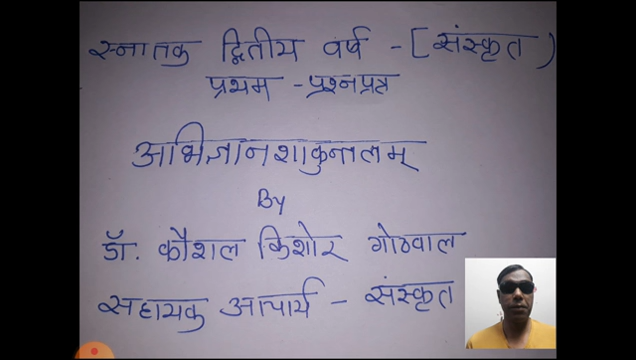 स्नातक द्वितीय वर्ष - [संस्कृत)
प्रथम - प्रश्नपत्र
अभिज्ञानशाकुन्तलम्
By
डॉ. कौशल किशोर गोठवाल
सहायक आचार्य - संस्कृत